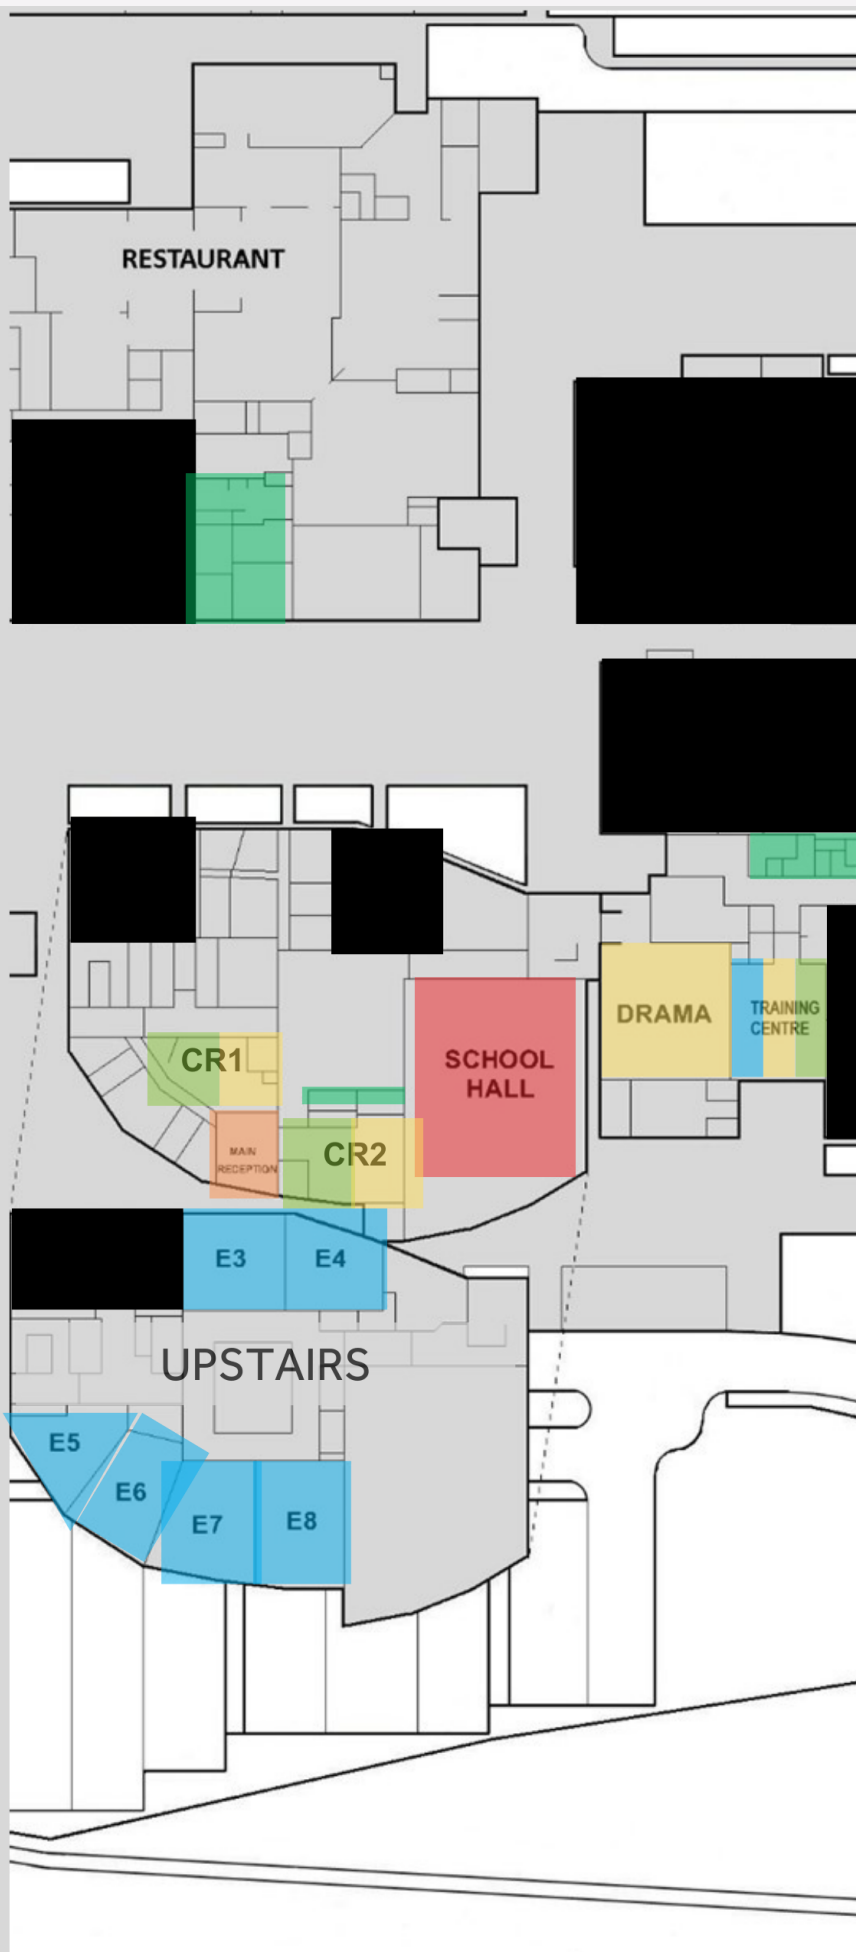 RESTAURANT
DRAMA
TRAINING
CENTRE
CR1
SCHOOL
HALL
MAIN
RECEPTION
CR2
E3
E4
UPSTAIRS
E5
E6
E7
E8